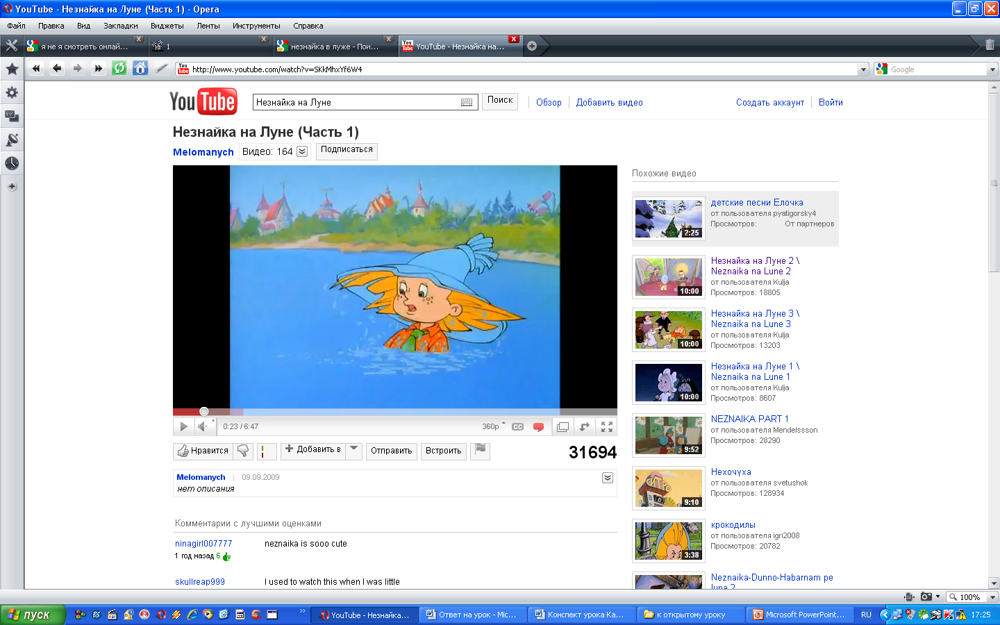 YouTube - Незнайка на Луне (Часть 1) - Opera
Файл Правка Вид Закладки Виджеты Ленты Инструменты Справка
я не я смотреть онлай... 1 незнайка в луже - Пои... YouTube - Незнайка на...
http://www.youtube.com/watch?v=SKkMhxYf6W4 Google
YouTube Незнайка на Луне Поиск Обзор Добавить видео Создать аккаунт Войти
Незнайка на Луне (Часть 1)
Melomanych Видео: 164 Подписаться
0:23 / 6:47 360p CC
Нравится Добавить в Отправить Встроить 31694
Melomanych | 09.09.2009
нет описания
Комментарии с лучшими оценками
ninagirl007777 neznaika is sooo cute
1 год назад 6
skullreap999 I used to watch this when I was little
Похожие видео
детские песни Елочка
от пользователя pyatigorsky4
Просмотров: От партнеров
2:25
Незнайка на Луне 2 \
Neznaika na Lune 2
от пользователя Kulja
Просмотров: 18805
10:00
Незнайка на Луне 3 \
Neznaika na Lune 3
от пользователя Kulja
Просмотров: 13203
10:00
Незнайка на Луне 1 \
Neznaika na Lune 1
от пользователя Kulja
Просмотров: 8607
10:00
NEZNAIKA PART 1
от пользователя Mendelssson
Просмотров: 28290
9:52
Нехочуха
от пользователя svetushok
Просмотров: 128934
9:10
крокодилы
от пользователя igri2008
Просмотров: 20782
3:38
Neznaika-Dunno-Habarnam pe
luna 2
100%
пуск YouTube - Незнайка... Ответ на урок - Mic... Конспект урока Ка... к открытому уроку Microsoft PowerPoint... RU 17:25